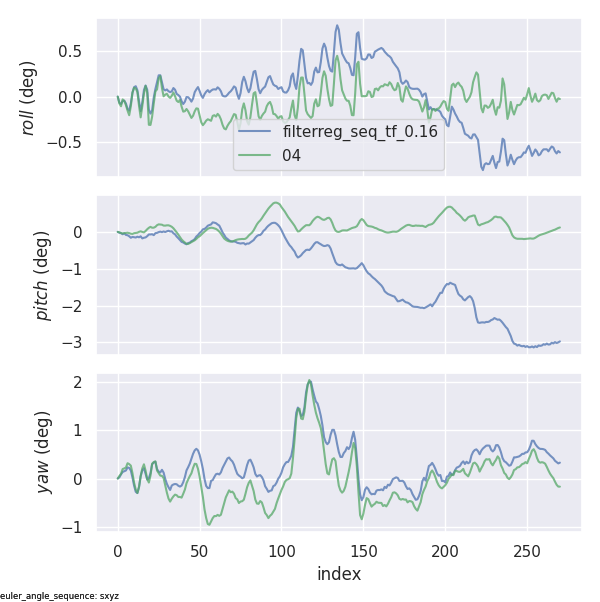 roll (deg)
0.5
0.0
−0.5
filterreg_seq_tf_0.16
04
pitch (deg)
0
−1
−2
−3
yaw (deg)
2
1
0
−1
0 50 100 150 200 250
index
euler_angle_sequence: sxyz